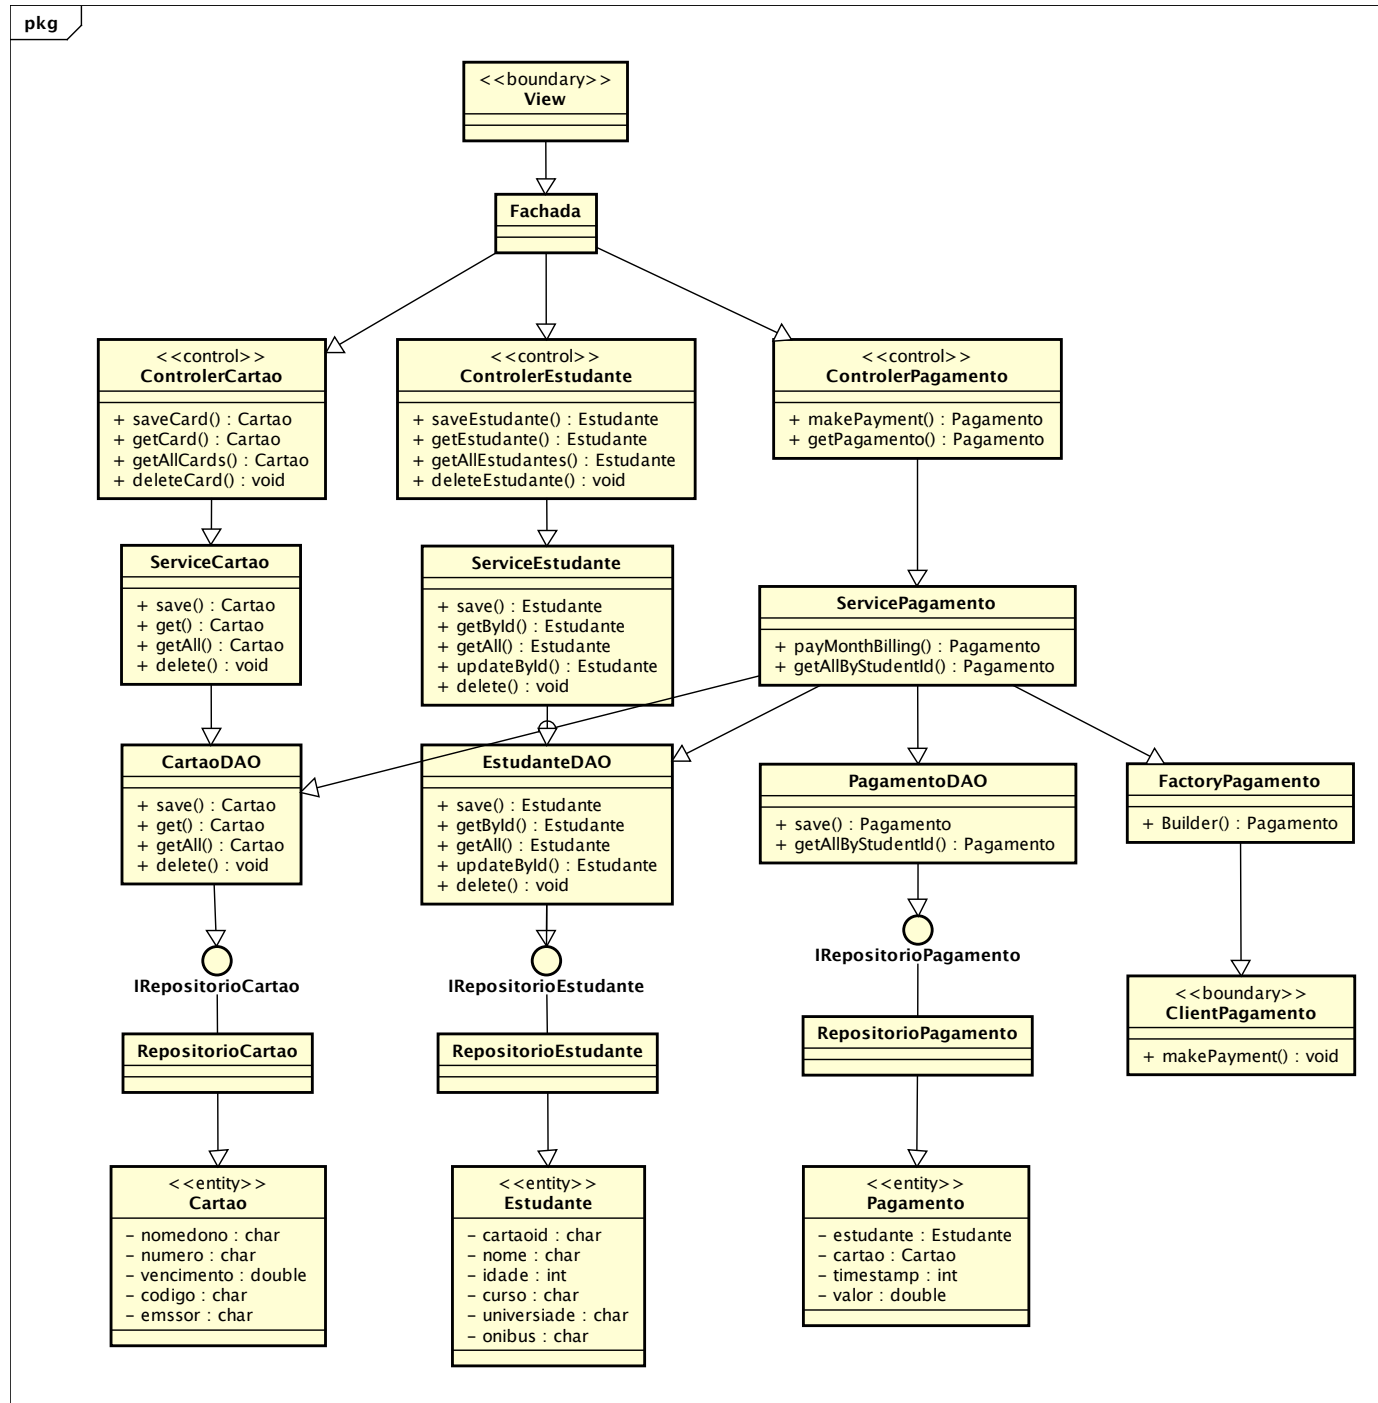 pkg
<<boundary>>
View
Fachada
<<control>>
ControlerCartao
+ saveCard() : Cartao
+ getCard() : Cartao
+ getAllCards() : Cartao
+ deleteCard() : void
<<control>>
ControlerEstudante
+ saveEstudante() : Estudante
+ getEstudante() : Estudante
+ getAllEstudantes() : Estudante
+ deleteEstudante() : void
<<control>>
ControlerPagamento
+ makePayment() : Pagamento
+ getPagamento() : Pagamento
ServiceCartao
+ save() : Cartao
+ get() : Cartao
+ getAll() : Cartao
+ delete() : void
ServiceEstudante
+ save() : Estudante
+ getById() : Estudante
+ getAll() : Estudante
+ updateById() : Estudante
+ delete() : void
ServicePagamento
+ payMonthBilling() : Pagamento
+ getAllByStudentId() : Pagamento
CartaoDAO
+ save() : Cartao
+ get() : Cartao
+ getAll() : Cartao
+ delete() : void
EstudanteDAO
+ save() : Estudante
+ getById() : Estudante
+ getAll() : Estudante
+ updateById() : Estudante
+ delete() : void
PagamentoDAO
+ save() : Pagamento
+ getAllByStudentId() : Pagamento
FactoryPagamento
+ Builder() : Pagamento
IRepositorioCartao
IRepositorioEstudante
IRepositorioPagamento
<<boundary>>
ClientPagamento
+ makePayment() : void
RepositorioCartao
RepositorioEstudante
RepositorioPagamento
<<entity>>
Cartao
- nomedono : char
- numero : char
- vencimento : double
- codigo : char
- emssor : char
<<entity>>
Estudante
- cartaoid : char
- nome : char
- idade : int
- curso : char
- universiade : char
- onibus : char
<<entity>>
Pagamento
- estudante : Estudante
- cartao : Cartao
- timestamp : int
- valor : double